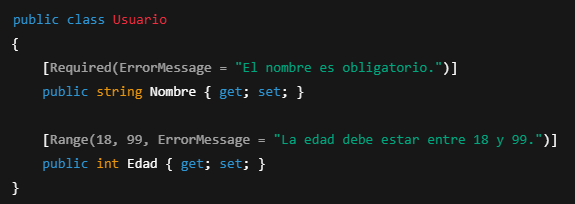 public class Usuario
{
    [Required(ErrorMessage = "El nombre es obligatorio.")]
    public string Nombre { get; set; }

    [Range(18, 99, ErrorMessage = "La edad debe estar entre 18 y 99.")]
    public int Edad { get; set; }
}